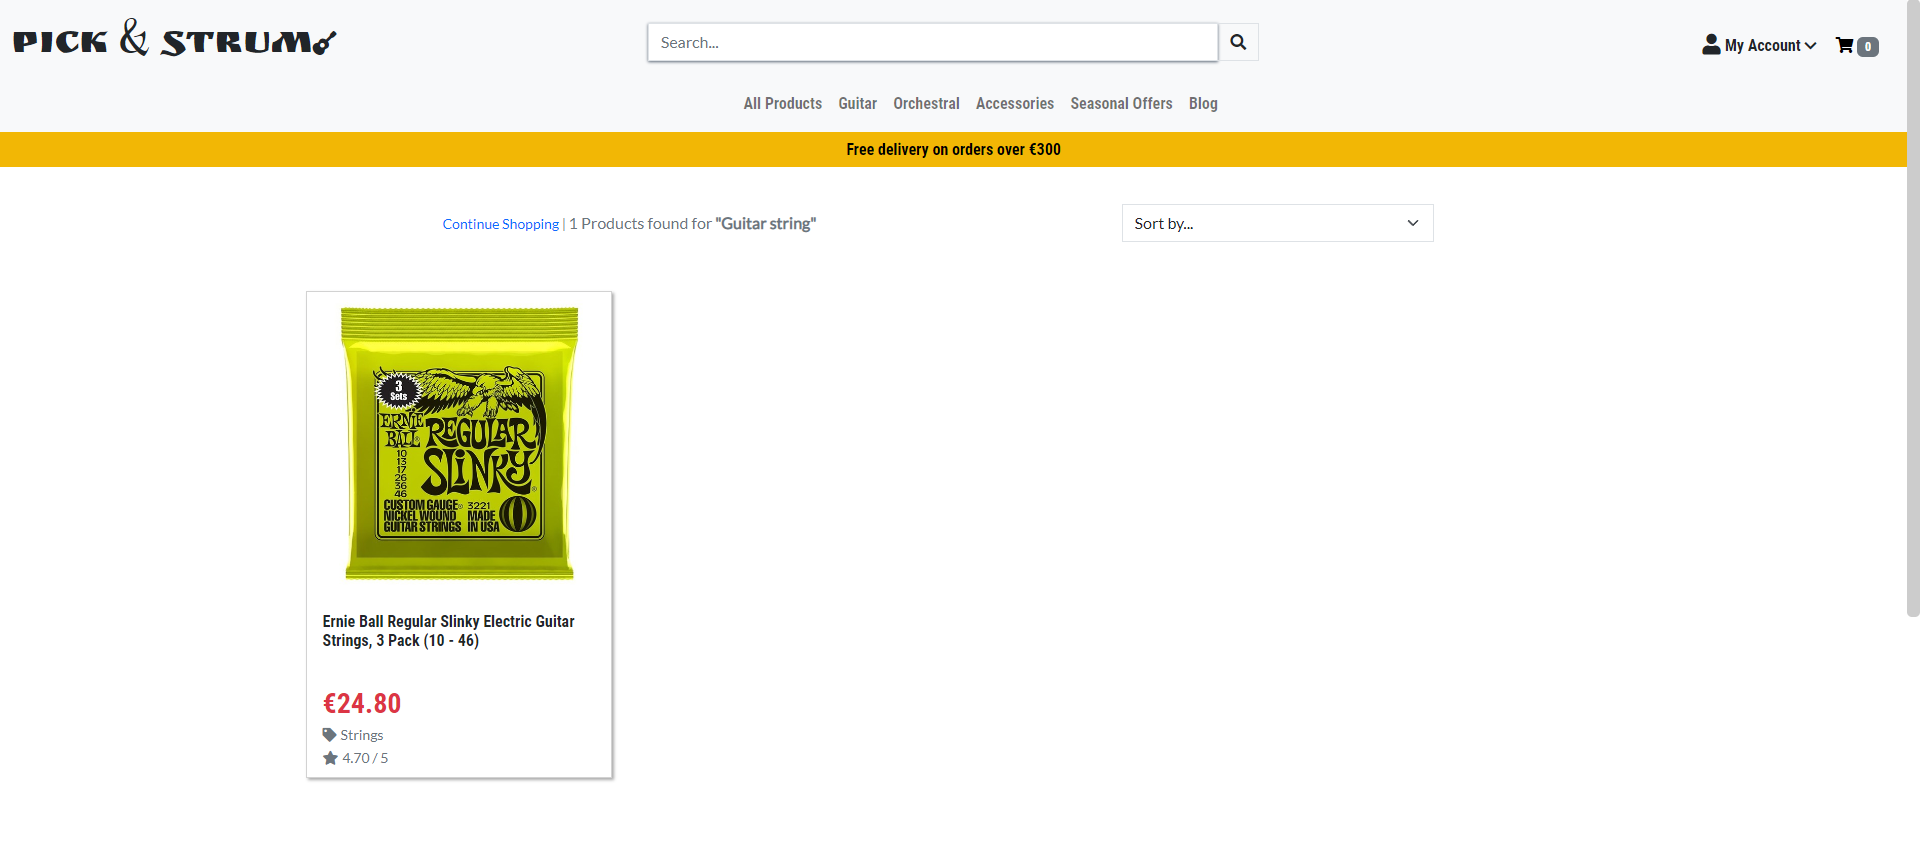 PICK & STRUM
Search...
My Account
0
All Products Guitar Orchestral Accessories Seasonal Offers Blog
Free delivery on orders over €300
Continue Shopping | 1 Products found for "Guitar string"
Sort by...
3
Sets
ERNIE
BALL®
REGULAR
SLINKY®
10
13
17
26
36
46
CUSTOM GAUGE® 3221
NICKEL WOUND MADE
GUITAR STRINGS IN USA
Ernie Ball Regular Slinky Electric Guitar
Strings, 3 Pack (10 - 46)
€24.80
Strings
4.70 / 5